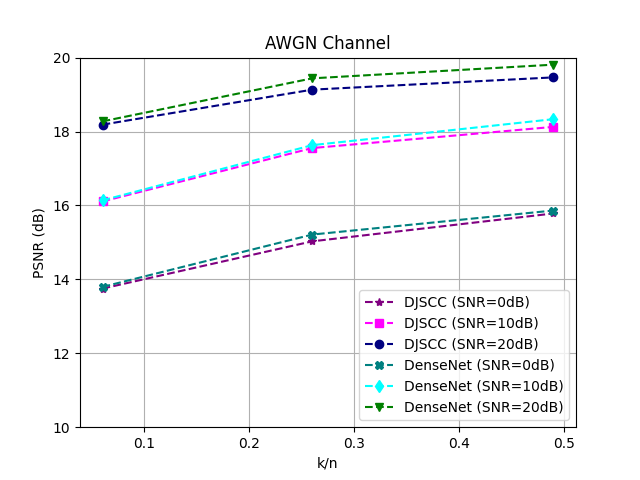 AWGN Channel
PSNR (dB)
20
18
16
14
12
10
DJSCC (SNR=0dB)
DJSCC (SNR=10dB)
DJSCC (SNR=20dB)
DenseNet (SNR=0dB)
DenseNet (SNR=10dB)
DenseNet (SNR=20dB)
0.1 0.2 0.3 0.4 0.5
k/n